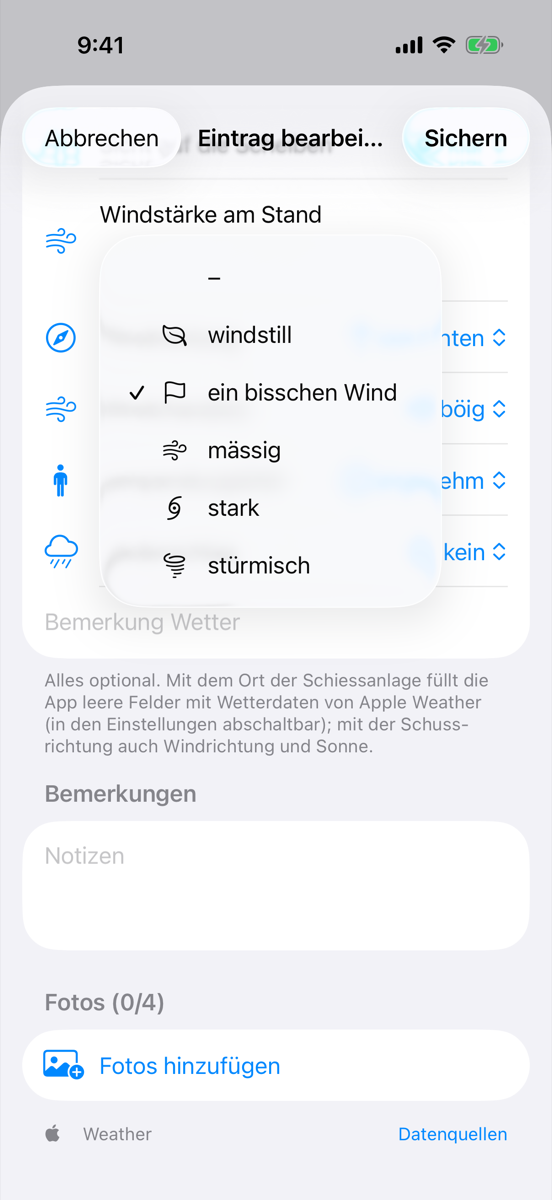 9:41
Abbrechen
Eintrag bearbei...
Sichern
Windstärke am Stand
–
windstill
ein bisschen Wind
mässig
stark
stürmisch
böig
kein
Bemerkung Wetter
Alles optional. Mit dem Ort der Schiessanlage füllt die
App leere Felder mit Wetterdaten von Apple Weather
(in den Einstellungen abschaltbar); mit der Schuss-
richtung auch Windrichtung und Sonne.
Bemerkungen
Notizen
Fotos (0/4)
Fotos hinzufügen
Weather
Datenquellen